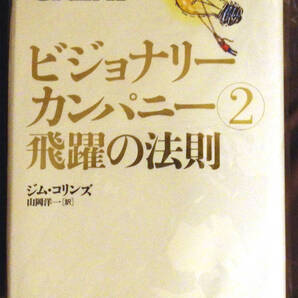 ビジョナリー
カンパニー②
飛躍の法則
ジム・コリンズ
山岡洋一[訳]